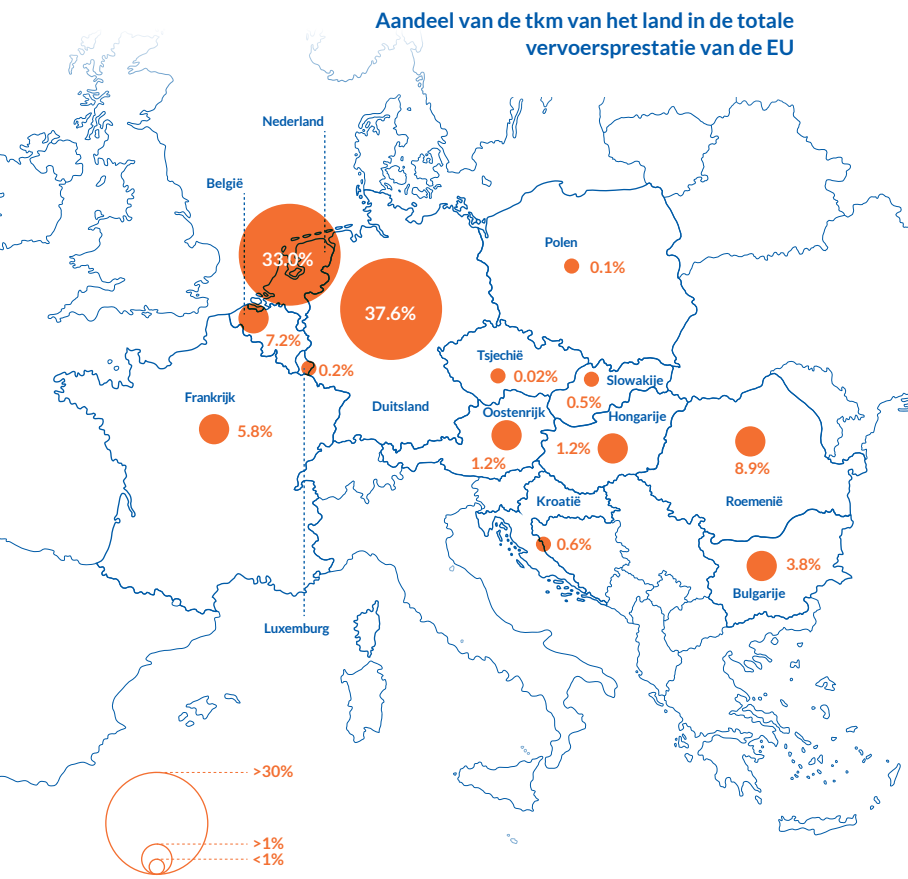 Aandeel van de tkm van het land in de totale
vervoersprestatie van de EU
Nederland
België
33.0%
Polen
0.1%
37.6%
7.2%
Tsjechië
0.02%
0.2%
Slowakije
0.5%
Frankrijk
5.8%
Duitsland
Oostenrijk
1.2%
Hongarije
1.2%
8.9%
Roemenië
Kroatië
0.6%
3.8%
Bulgarije
Luxemburg
>30%
>1%
<1%